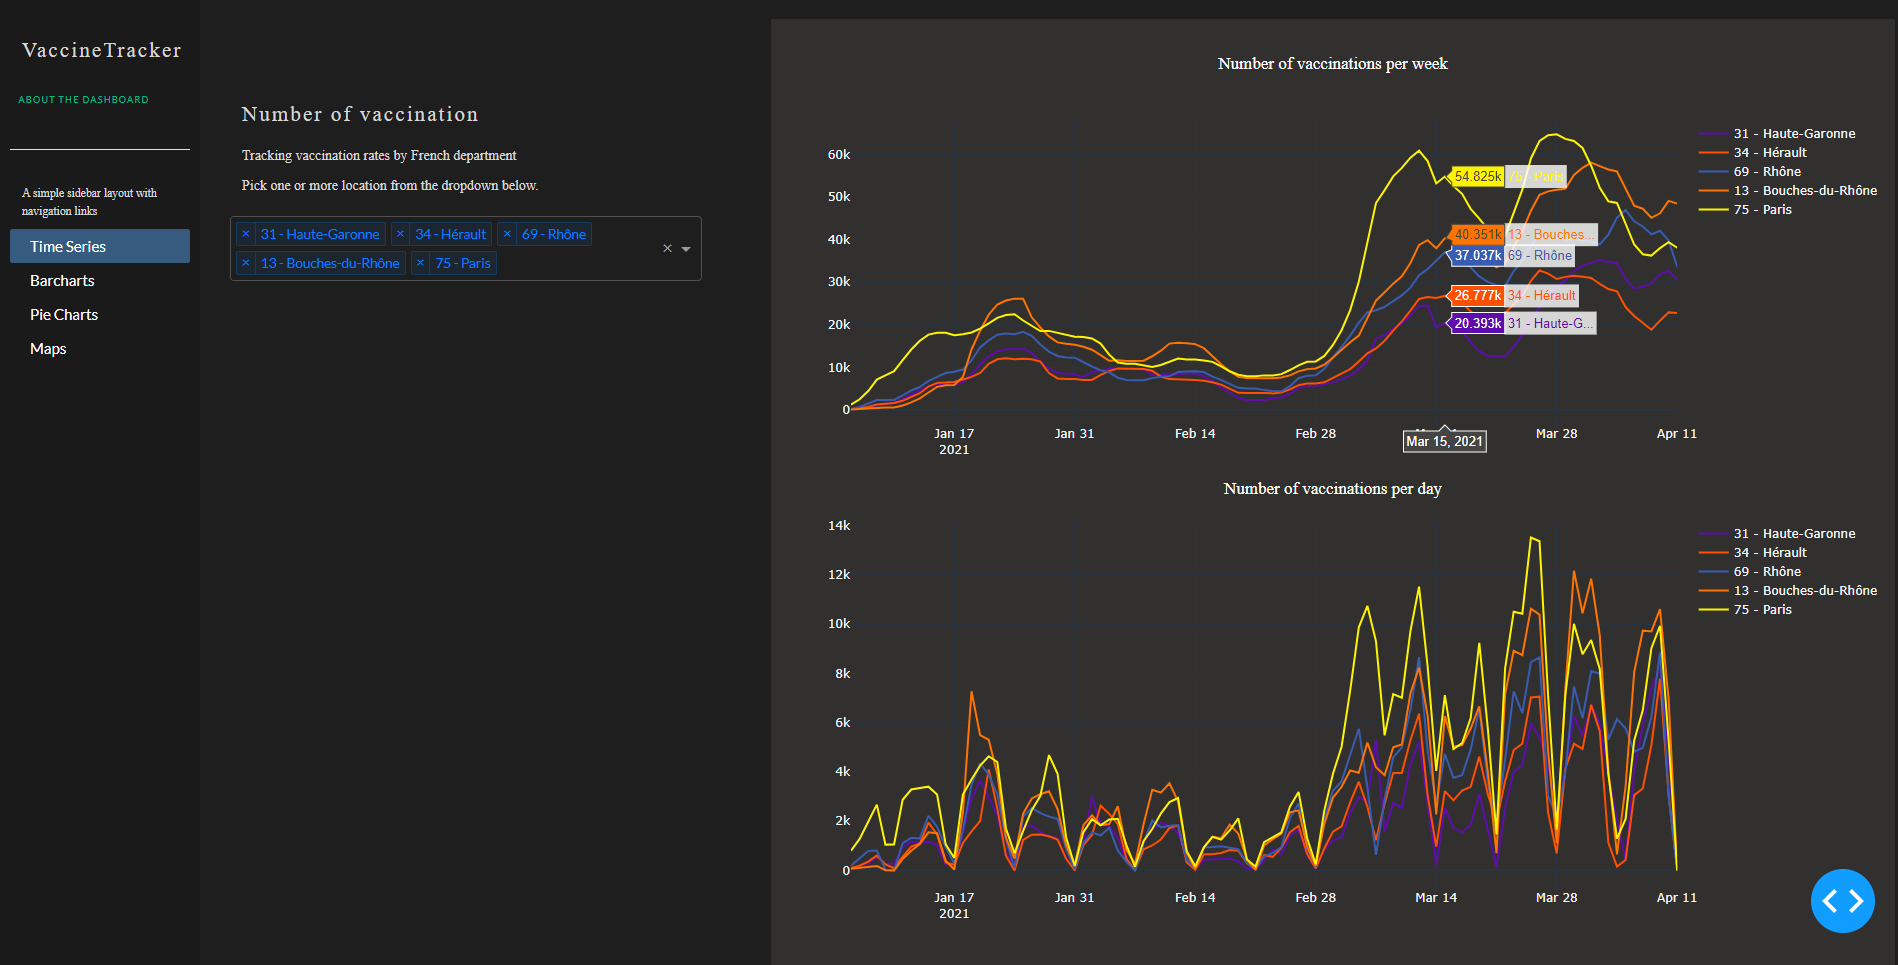 VaccineTracker
ABOUT THE DASHBOARD
A simple sidebar layout with
navigation links
Time Series
Barcharts
Pie Charts
Maps
Number of vaccination
Tracking vaccination rates by French department
Pick one or more location from the dropdown below.
× 31 - Haute-Garonne × 34 - Hérault × 69 - Rhône
× 13 - Bouches-du-Rhône × 75 - Paris
Number of vaccinations per week
60k
50k
40k
30k
20k
10k
0
54.825k 75 - Paris
40.351k 13 - Bouches...
37.037k 69 - Rhône
26.777k 34 - Hérault
20.393k 31 - Haute-G...
Jan 17
2021
Jan 31
Feb 14
Feb 28
Mar 15, 2021
Mar 28
Apr 11
31 - Haute-Garonne
34 - Hérault
69 - Rhône
13 - Bouches-du-Rhône
75 - Paris
Number of vaccinations per day
14k
12k
10k
8k
6k
4k
2k
0
Jan 17
2021
Jan 31
Feb 14
Feb 28
Mar 14
Mar 28
Apr 11
31 - Haute-Garonne
34 - Hérault
69 - Rhône
13 - Bouches-du-Rhône
75 - Paris